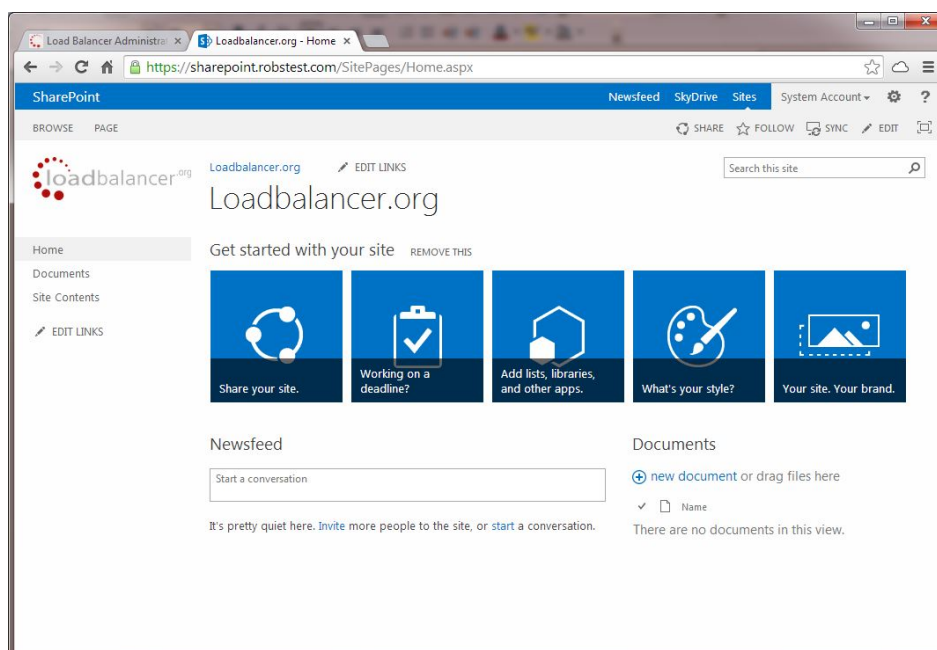 Load Balancer Administra
Loadbalancer.org - Home
https://sharepoint.robstest.com/SitePages/Home.aspx
SharePoint
Newsfeed SkyDrive Sites System Account ?
BROWSE PAGE
SHARE FOLLOW SYNC EDIT
loadbalancer.org
Loadbalancer.org EDIT LINKS
Search this site
Loadbalancer.org
Home
Documents
Site Contents
EDIT LINKS
Get started with your site REMOVE THIS
Share your site.
Working on a
deadline?
Add lists, libraries,
and other apps.
What's your style?
Your site. Your brand.
Newsfeed
Start a conversation
It's pretty quiet here. Invite more people to the site, or start a conversation.
Documents
new document or drag files here
Name
There are no documents in this view.